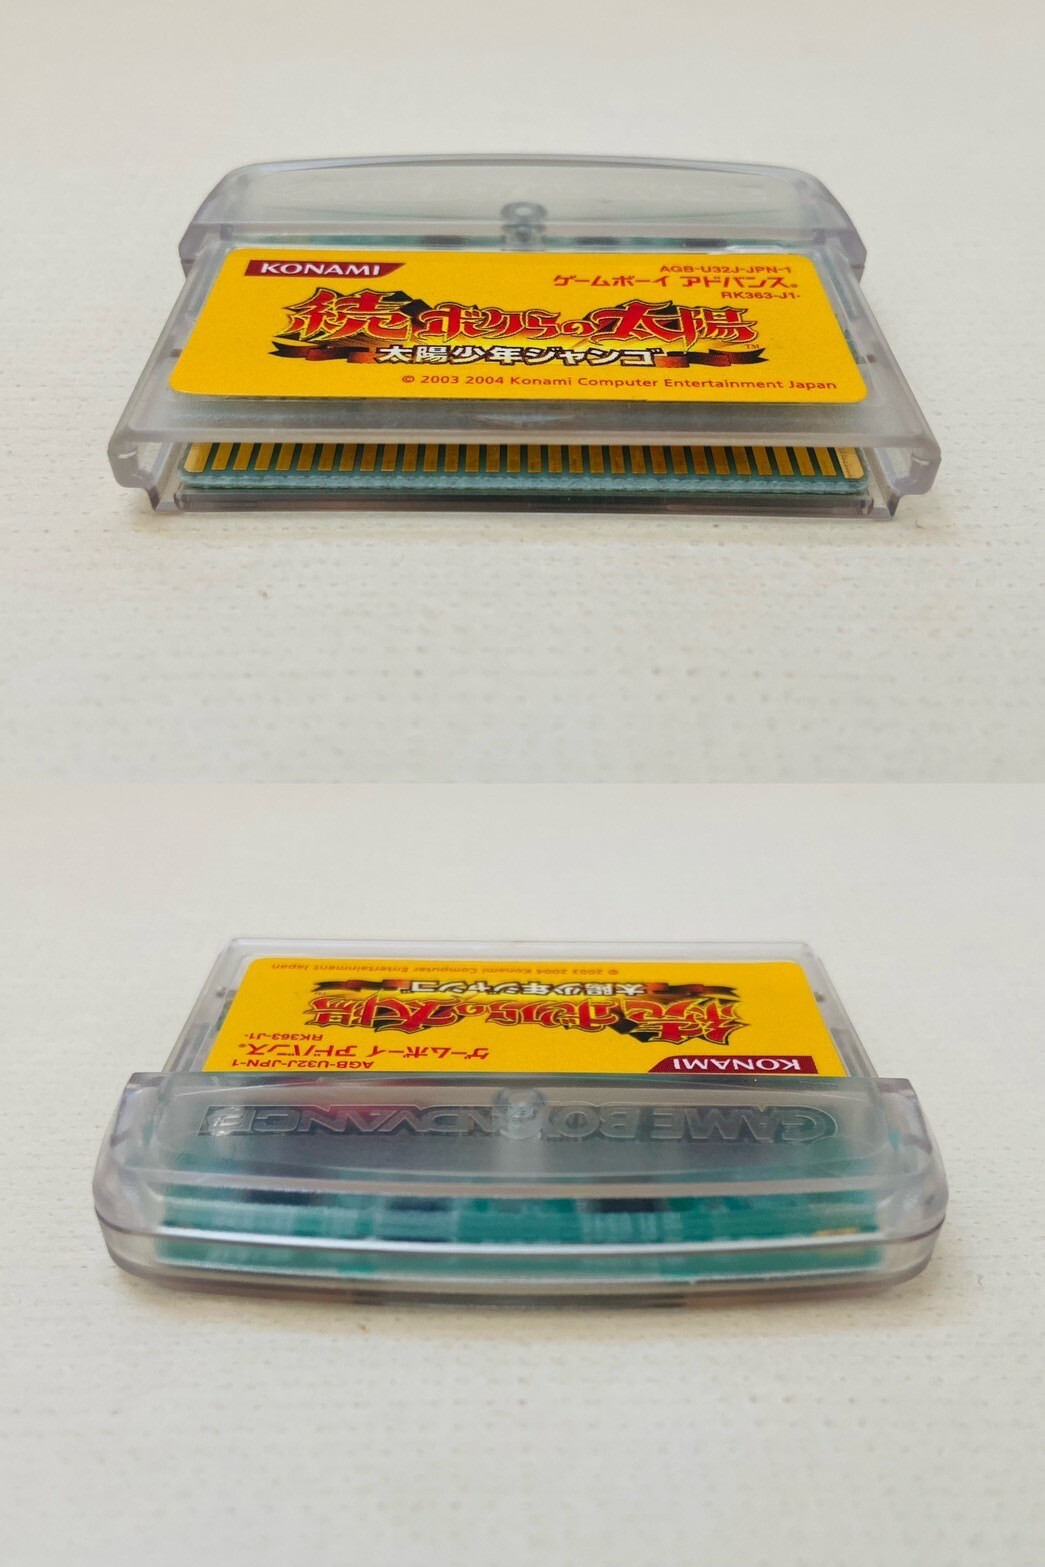 KONAMI
AGB-U32J-JPN-1
ゲームボーイ アドバンス®
RK363-J1·
続 ボクらの太陽
TM
太陽少年ジャンゴ
© 2003 2004 Konami Computer Entertainment Japan
© 2003 2004 Konami Computer Entertainment Japan
太陽少年ジャンゴ
続 ボクらの太陽
RK363-J1·
ゲームボーイ アドバンス®
AGB-U32J-JPN-1
KONAMI
GAME BOY ADVANCE